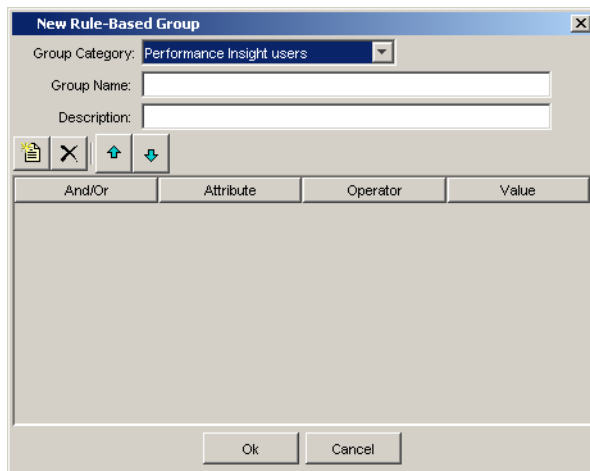 New Rule-Based Group
Group Category: Performance Insight users
Group Name:
Description:
And/Or Attribute Operator Value
Ok Cancel